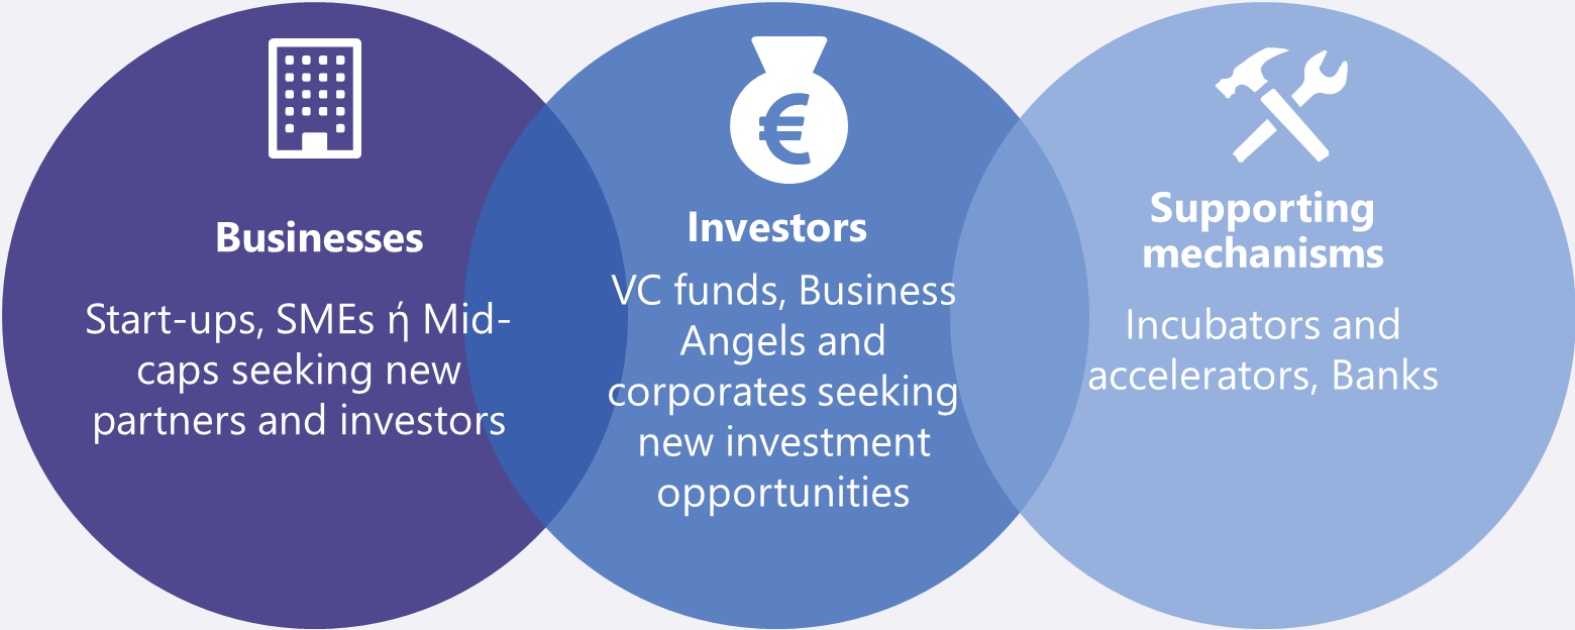 Businesses
Start-ups, SMEs ή Mid-
caps seeking new
partners and investors
€
Investors
VC funds, Business
Angels and
corporates seeking
new investment
opportunities
Supporting
mechanisms
Incubators and
accelerators, Banks